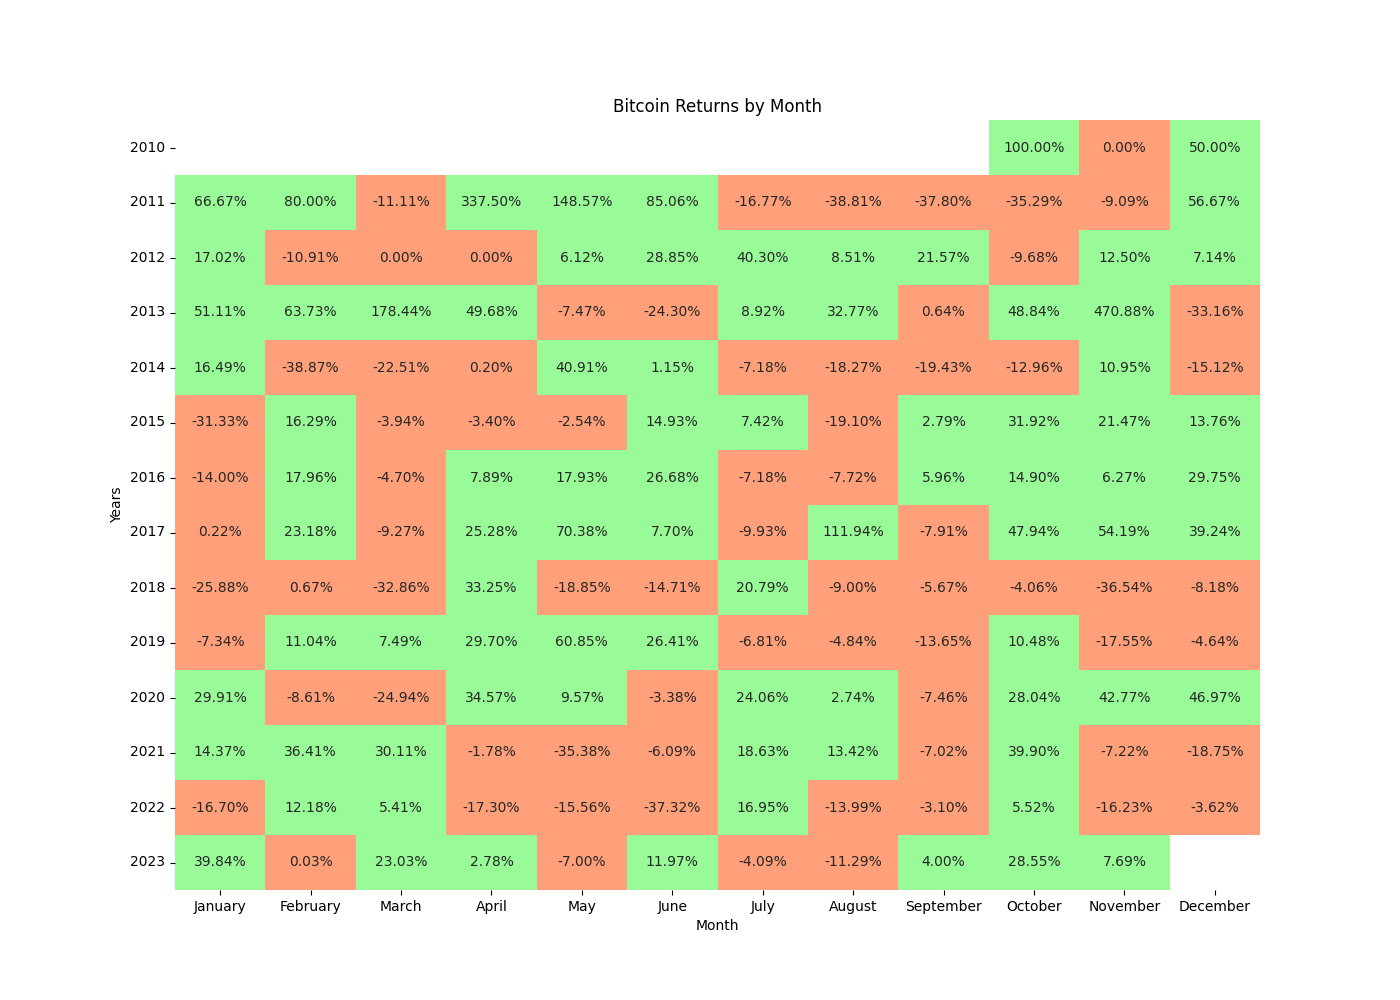 Bitcoin Returns by Month
2010 100.00% 0.00% 50.00%
2011 66.67% 80.00% -11.11% 337.50% 148.57% 85.06% -16.77% -38.81% -37.80% -35.29% -9.09% 56.67%
2012 17.02% -10.91% 0.00% 0.00% 6.12% 28.85% 40.30% 8.51% 21.57% -9.68% 12.50% 7.14%
2013 51.11% 63.73% 178.44% 49.68% -7.47% -24.30% 8.92% 32.77% 0.64% 48.84% 470.88% -33.16%
2014 16.49% -38.87% -22.51% 0.20% 40.91% 1.15% -7.18% -18.27% -19.43% -12.96% 10.95% -15.12%
2015 -31.33% 16.29% -3.94% -3.40% -2.54% 14.93% 7.42% -19.10% 2.79% 31.92% 21.47% 13.76%
2016 -14.00% 17.96% -4.70% 7.89% 17.93% 26.68% -7.18% -7.72% 5.96% 14.90% 6.27% 29.75%
Years
2017 0.22% 23.18% -9.27% 25.28% 70.38% 7.70% -9.93% 111.94% -7.91% 47.94% 54.19% 39.24%
2018 -25.88% 0.67% -32.86% 33.25% -18.85% -14.71% 20.79% -9.00% -5.67% -4.06% -36.54% -8.18%
2019 -7.34% 11.04% 7.49% 29.70% 60.85% 26.41% -6.81% -4.84% -13.65% 10.48% -17.55% -4.64%
2020 29.91% -8.61% -24.94% 34.57% 9.57% -3.38% 24.06% 2.74% -7.46% 28.04% 42.77% 46.97%
2021 14.37% 36.41% 30.11% -1.78% -35.38% -6.09% 18.63% 13.42% -7.02% 39.90% -7.22% -18.75%
2022 -16.70% 12.18% 5.41% -17.30% -15.56% -37.32% 16.95% -13.99% -3.10% 5.52% -16.23% -3.62%
2023 39.84% 0.03% 23.03% 2.78% -7.00% 11.97% -4.09% -11.29% 4.00% 28.55% 7.69%
January February March April May June July August September October November December
Month